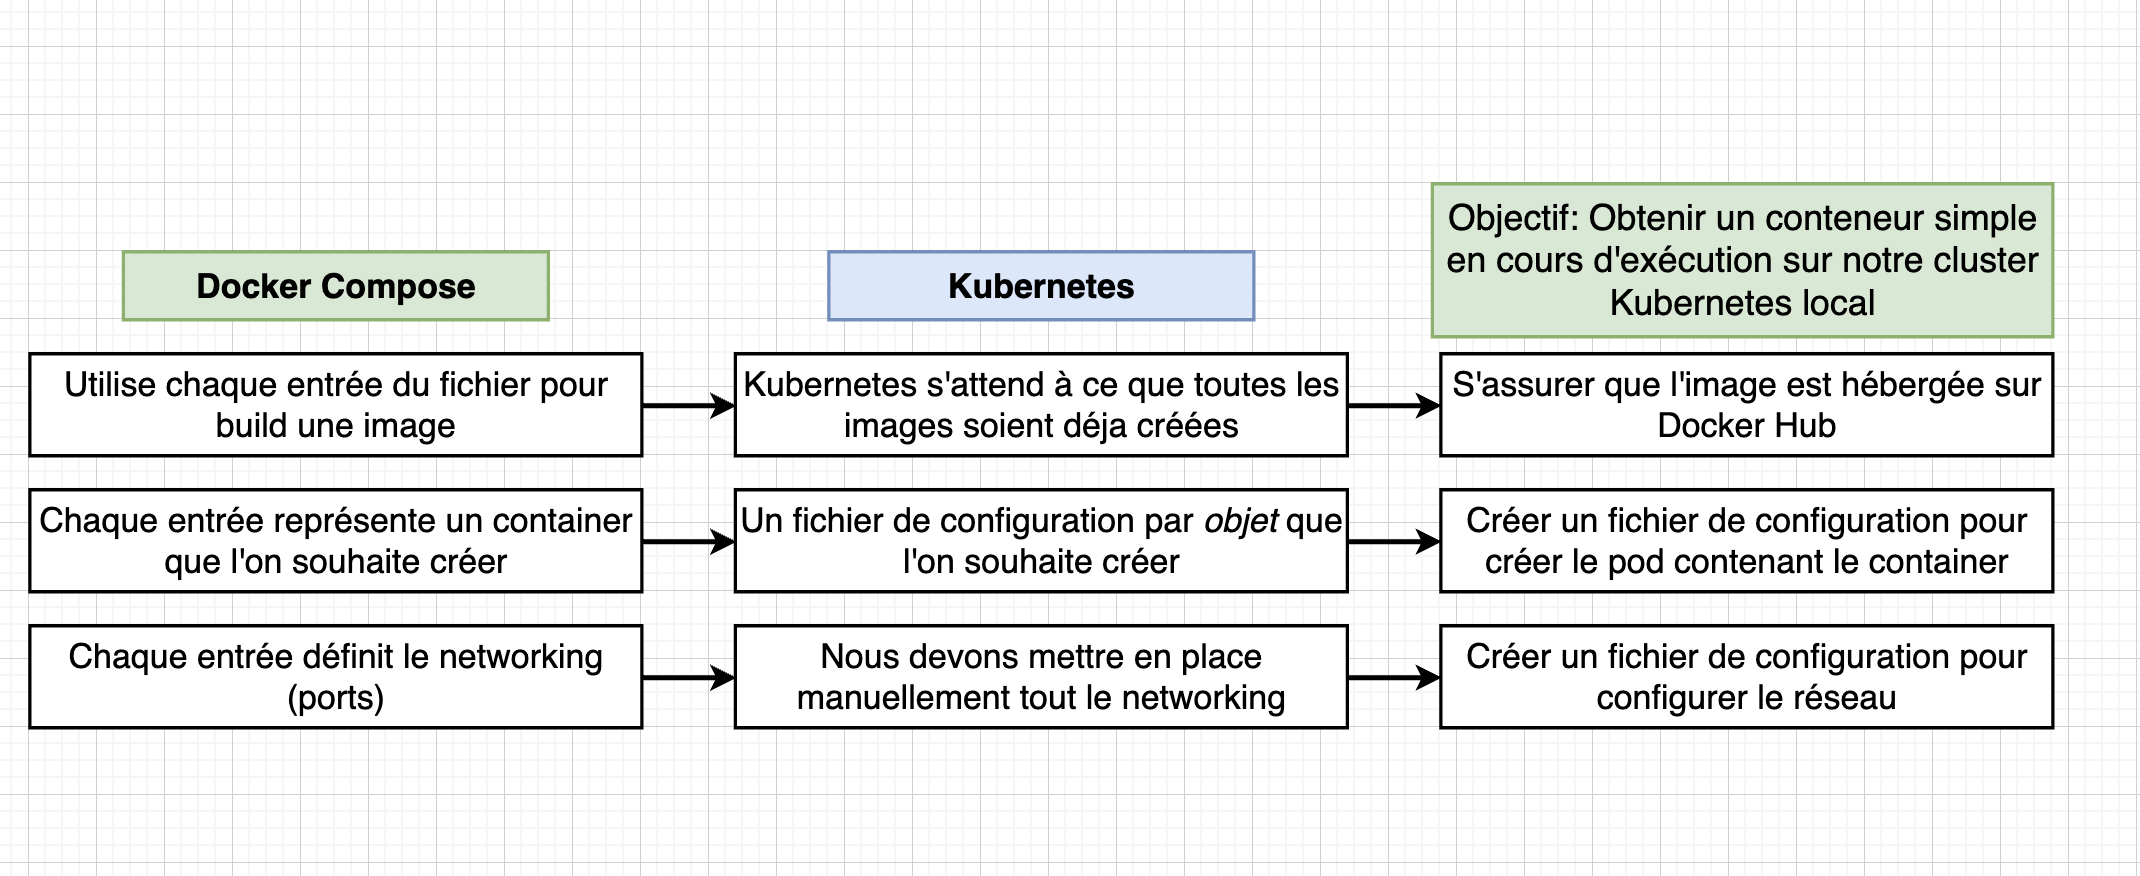 Docker Compose
Kubernetes
Objectif: Obtenir un conteneur simple
en cours d'exécution sur notre cluster
Kubernetes local
Utilise chaque entrée du fichier pour
build une image
Kubernetes s'attend à ce que toutes les
images soient déja créées
S'assurer que l'image est hébergée sur
Docker Hub
Chaque entrée représente un container
que l'on souhaite créer
Un fichier de configuration par objet que
l'on souhaite créer
Créer un fichier de configuration pour
créer le pod contenant le container
Chaque entrée définit le networking
(ports)
Nous devons mettre en place
manuellement tout le networking
Créer un fichier de configuration pour
configurer le réseau